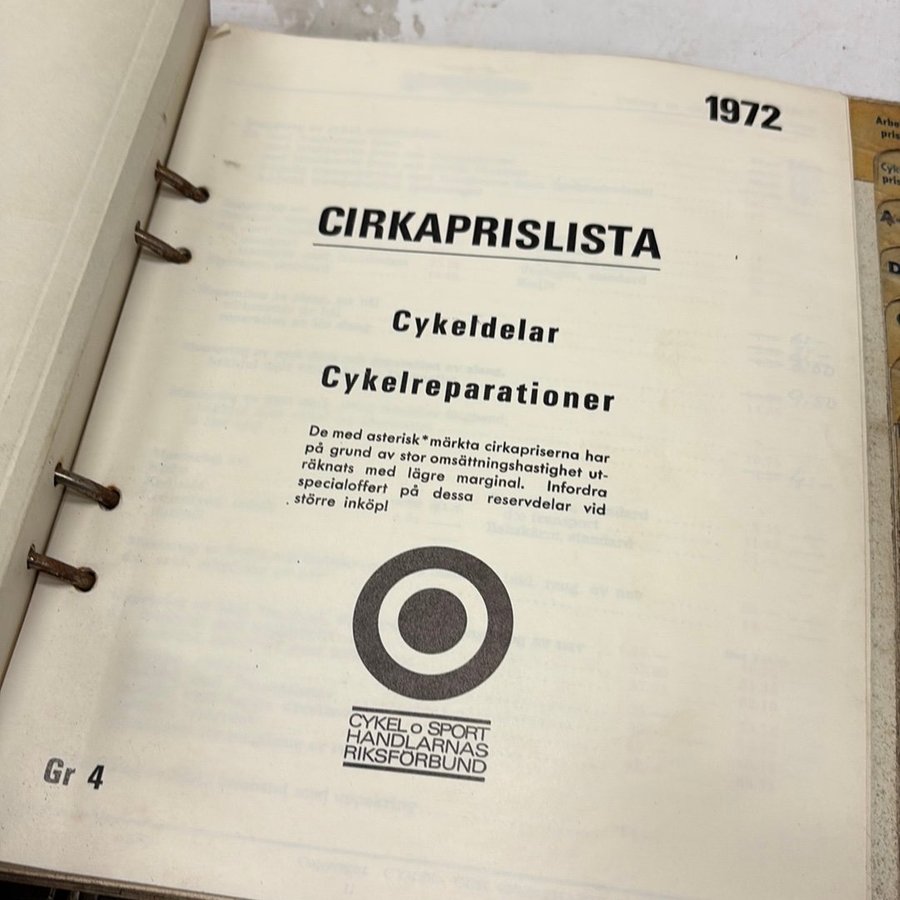 1972
CIRKAPRISLISTA
Cykeldelar
Cykelreparationer
De med asterisk*märkta cirkapriserna har
på grund av stor omsättningshastighet ut-
räknats med lägre marginal. Infordra
specialoffert på dessa reservdelar vid
större inköpl
CYKEL o SPORT
HANDLARNAS
RIKSFÖRBUND
Gr 4